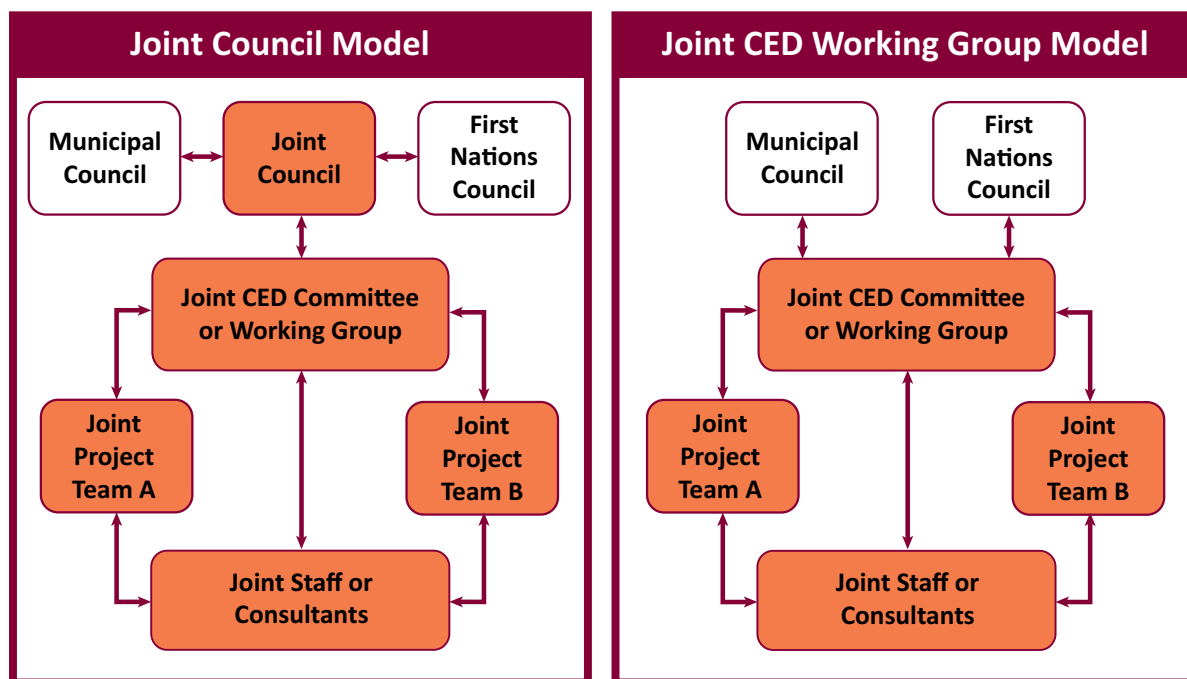 Joint Council Model
Municipal
Council
Joint
Council
First
Nations
Council
Joint CED Committee
or Working Group
Joint
Project
Team A
Joint
Project
Team B
Joint Staff or
Consultants
Joint CED Working Group Model
Municipal
Council
First
Nations
Council
Joint CED Committee
or Working Group
Joint
Project
Team A
Joint
Project
Team B
Joint Staff or
Consultants